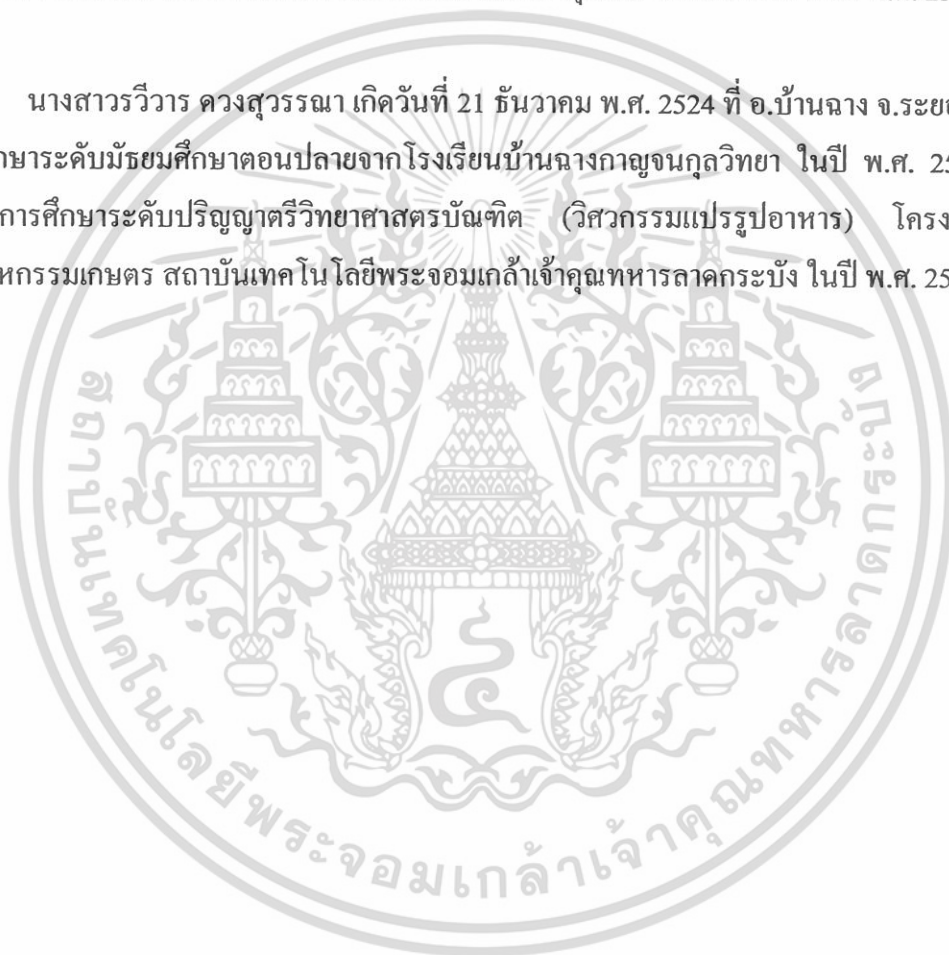 นางสาวรวีวาร ดวงสุวรรณา เกิดวันที่ 21 ธันวาคม พ.ศ. 2524 ที่ อ.บ้านฉาง จ.ระยอ
กษาระดับมัธยมศึกษาตอนปลายจากโรงเรียนบ้านฉางกาญจนกุลวิทยา ในปี พ.ศ. 25
การศึกษาระดับปริญญาตรีวิทยาศาสตรบัณฑิต (วิศวกรรมแปรรูปอาหาร) โครง
หกรรมเกษตร สถาบันเทคโนโลยีพระจอมเกล้าเจ้าคุณทหารลาดกระบัง ในปี พ.ศ. 25
สถาบันเทคโนโลยีพระจอมเกล้าเจ้าคุณทหารลาดกระบัง